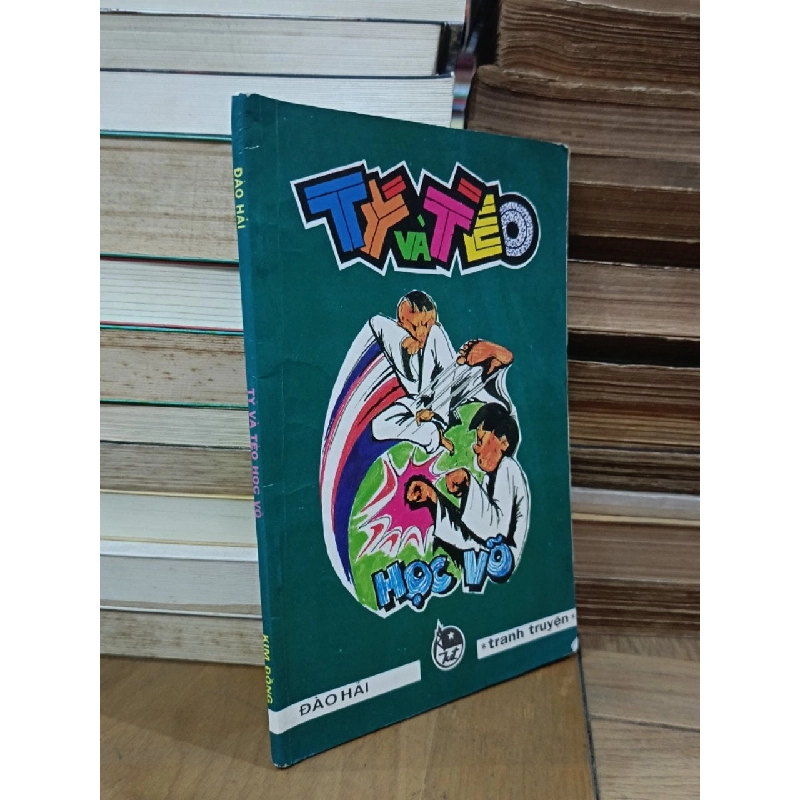 TÝ VÀ TÈO
HỌC VÕ
ĐÀO HẢI
* tranh truyện *
ĐÀO HẢI
TÝ VÀ TÈO HỌC VÕ
KIM ĐỒNG